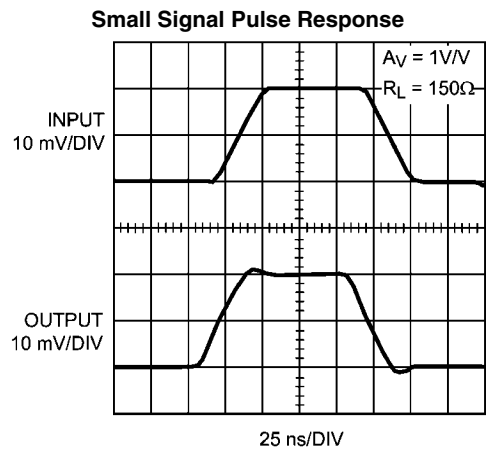 Small Signal Pulse Response
AV = 1V/V
RL = 150Ω
INPUT
10 mV/DIV
OUTPUT
10 mV/DIV
25 ns/DIV